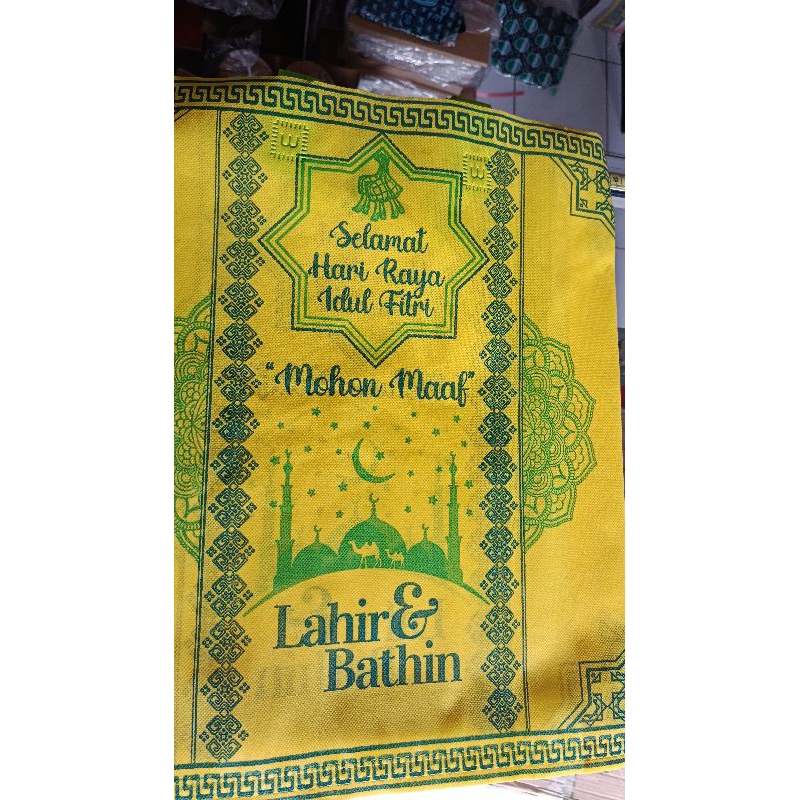 Selamat
Hari Raya
Idul Fitri
"Mohon Maaf"
Lahir &
Bathin